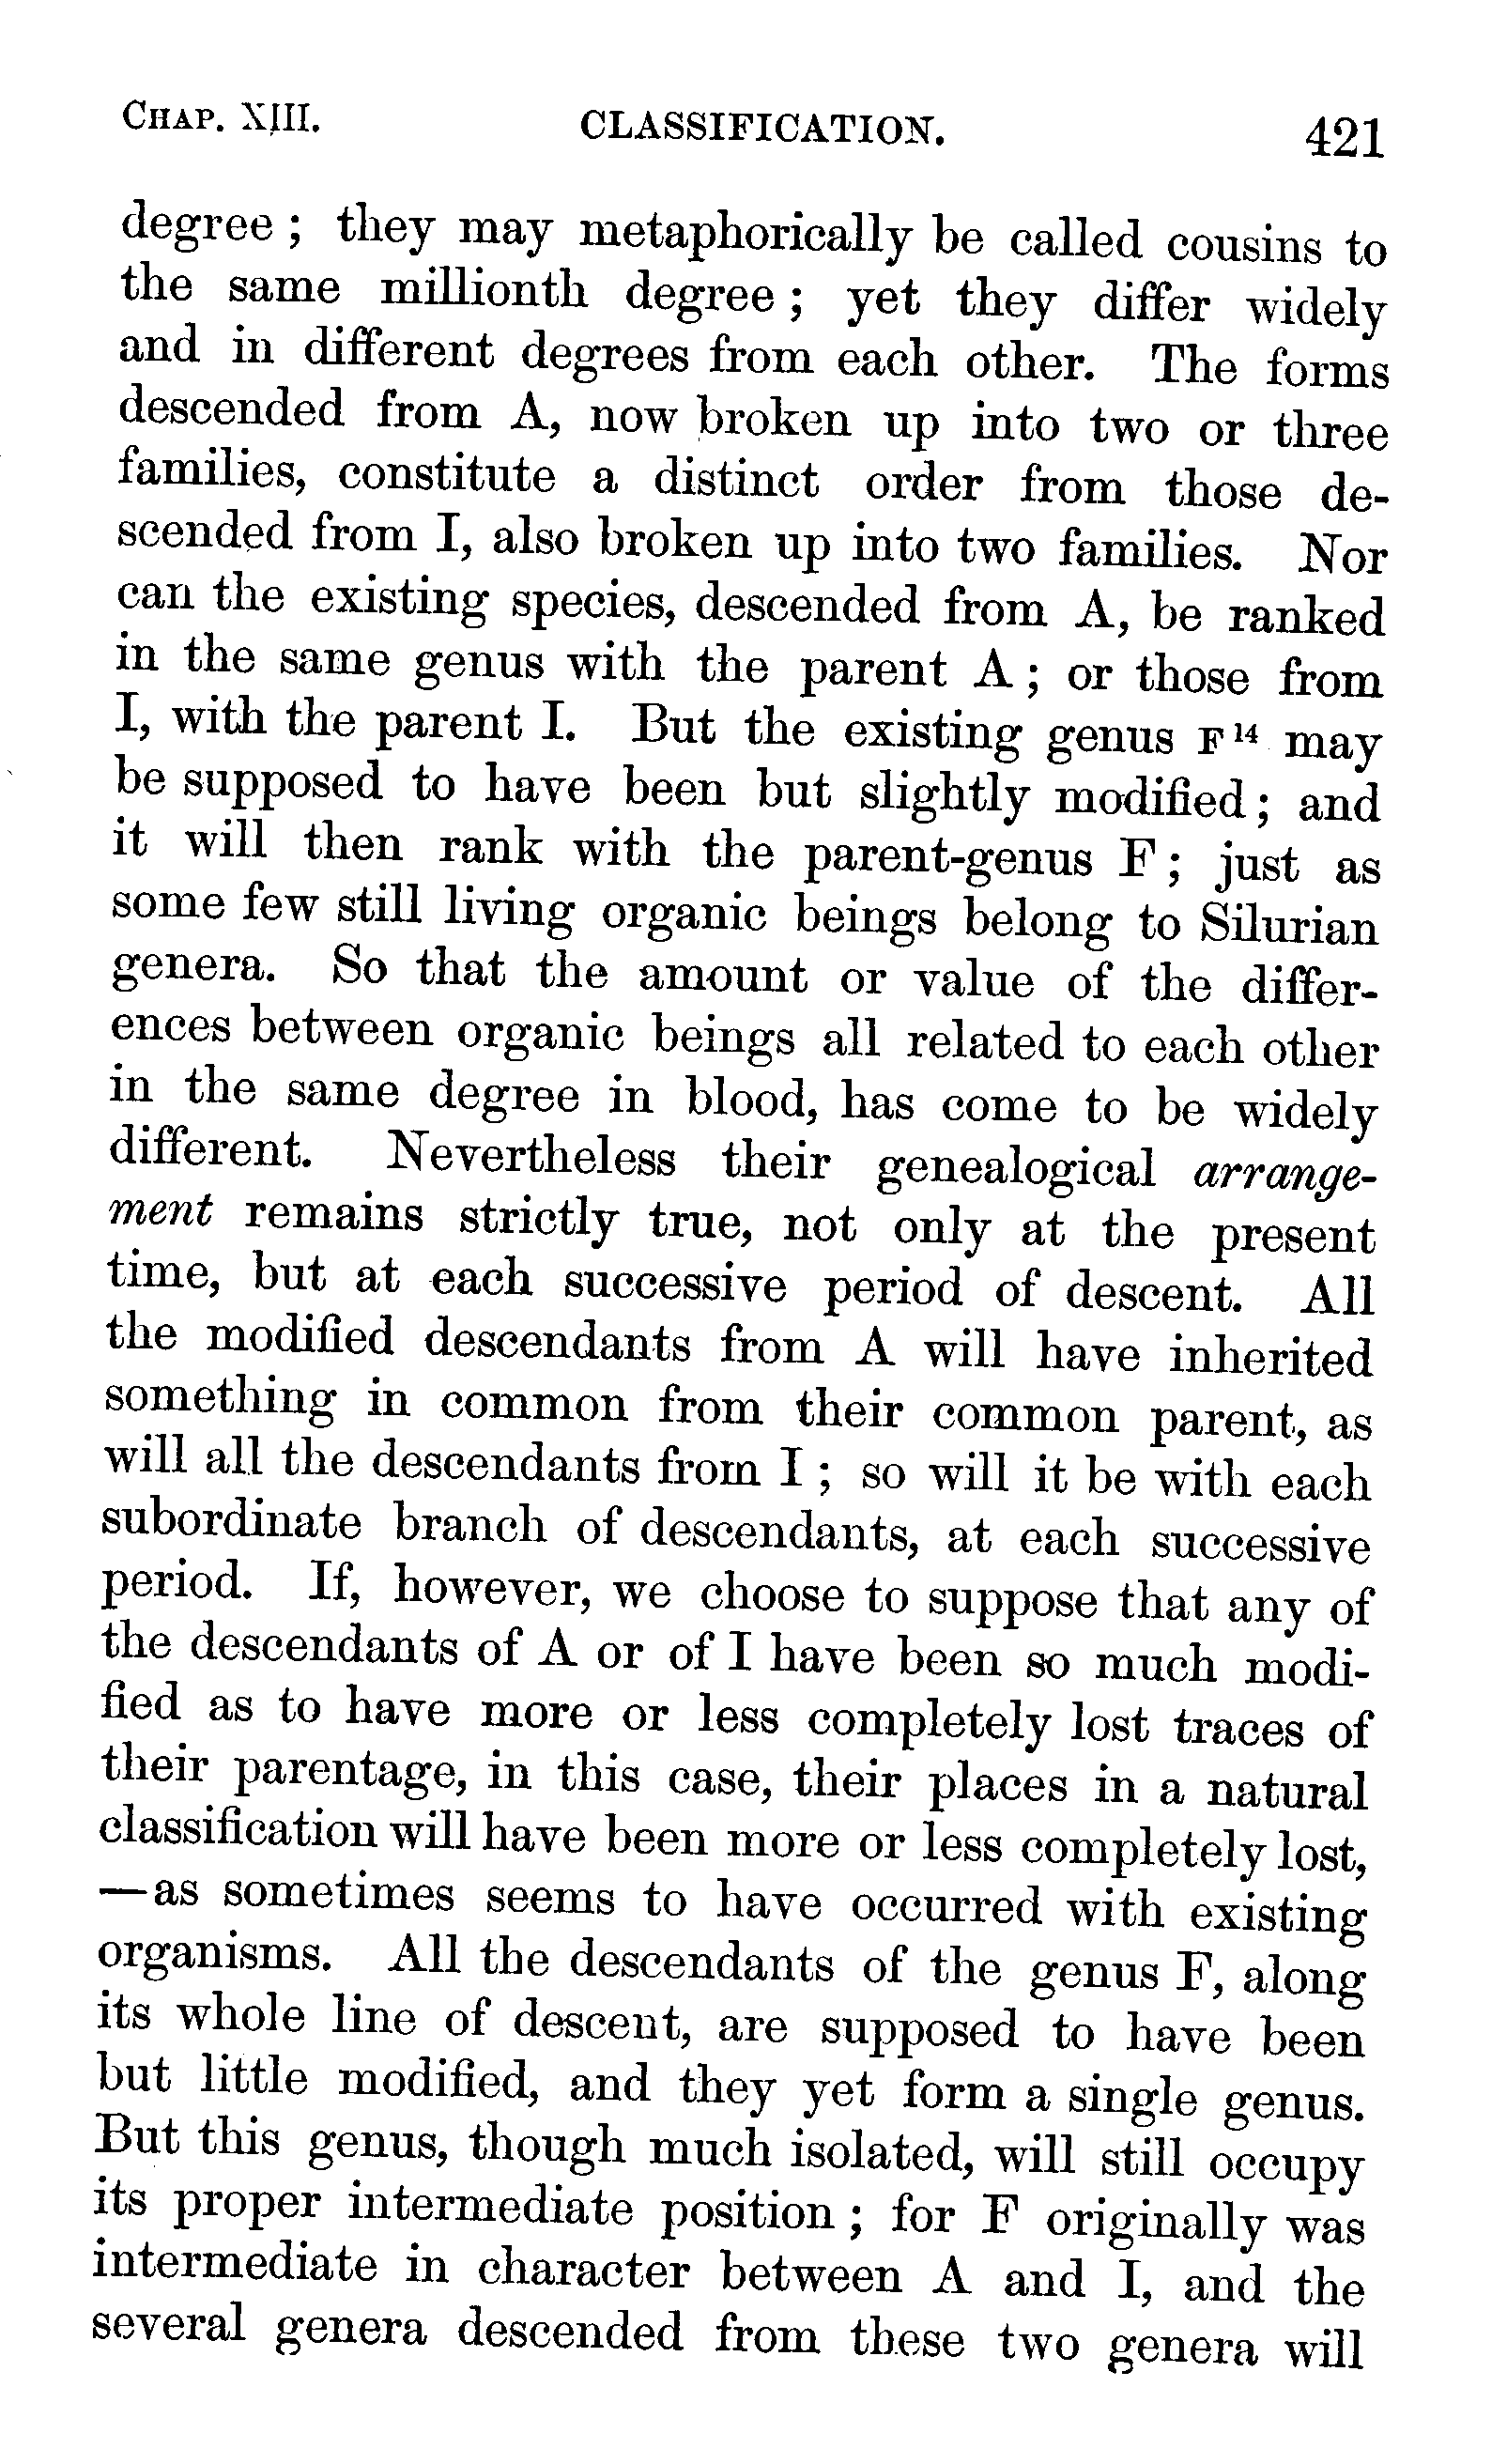 CHAP. XIII. CLASSIFICATION. 421
degree; they may metaphorically be called cousins to
the same millionth degree; yet they differ widely
and in different degrees from each other. The forms
descended from A, now broken up into two or three
families, constitute a distinct order from those de-
scended from I, also broken up into two families. Nor
can the existing species, descended from A, be ranked
in the same genus with the parent A; or those from
I, with the parent I. But the existing genus F¹⁴ may
be supposed to have been but slightly modified; and
it will then rank with the parent-genus F; just as
some few still living organic beings belong to Silurian
genera. So that the amount or value of the differ-
ences between organic beings all related to each other
in the same degree in blood, has come to be widely
different. Nevertheless their genealogical arrange-
ment remains strictly true, not only at the present
time, but at each successive period of descent. All
the modified descendants from A will have inherited
something in common from their common parent, as
will all the descendants from I; so will it be with each
subordinate branch of descendants, at each successive
period. If, however, we choose to suppose that any of
the descendants of A or of I have been so much modi-
fied as to have more or less completely lost traces of
their parentage, in this case, their places in a natural
classification will have been more or less completely lost,
—as sometimes seems to have occurred with existing
organisms. All the descendants of the genus F, along
its whole line of descent, are supposed to have been
but little modified, and they yet form a single genus.
But this genus, though much isolated, will still occupy
its proper intermediate position; for F originally was
intermediate in character between A and I, and the
several genera descended from these two genera will